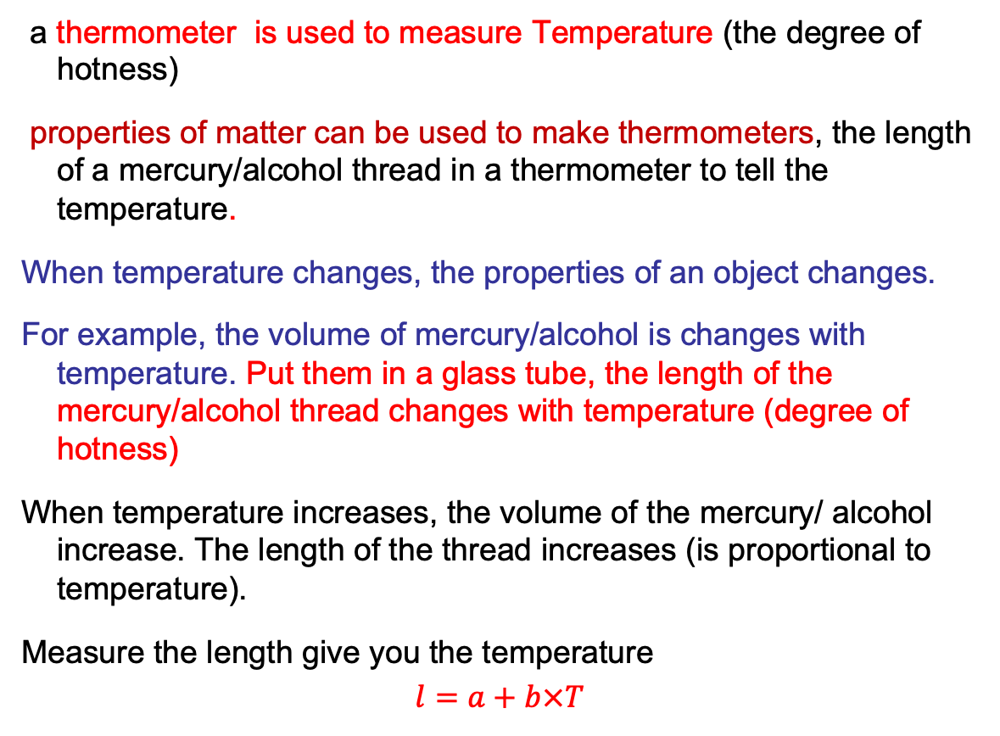 a thermometer  is used to measure Temperature (the degree of
hotness)
properties of matter can be used to make thermometers, the length
of a mercury/alcohol thread in a thermometer to tell the
temperature.
When temperature changes, the properties of an object changes.
For example, the volume of mercury/alcohol is changes with
temperature. Put them in a glass tube, the length of the
mercury/alcohol thread changes with temperature (degree of
hotness)
When temperature increases, the volume of the mercury/ alcohol
increase. The length of the thread increases (is proportional to
temperature).
Measure the length give you the temperature
l = a + b×T